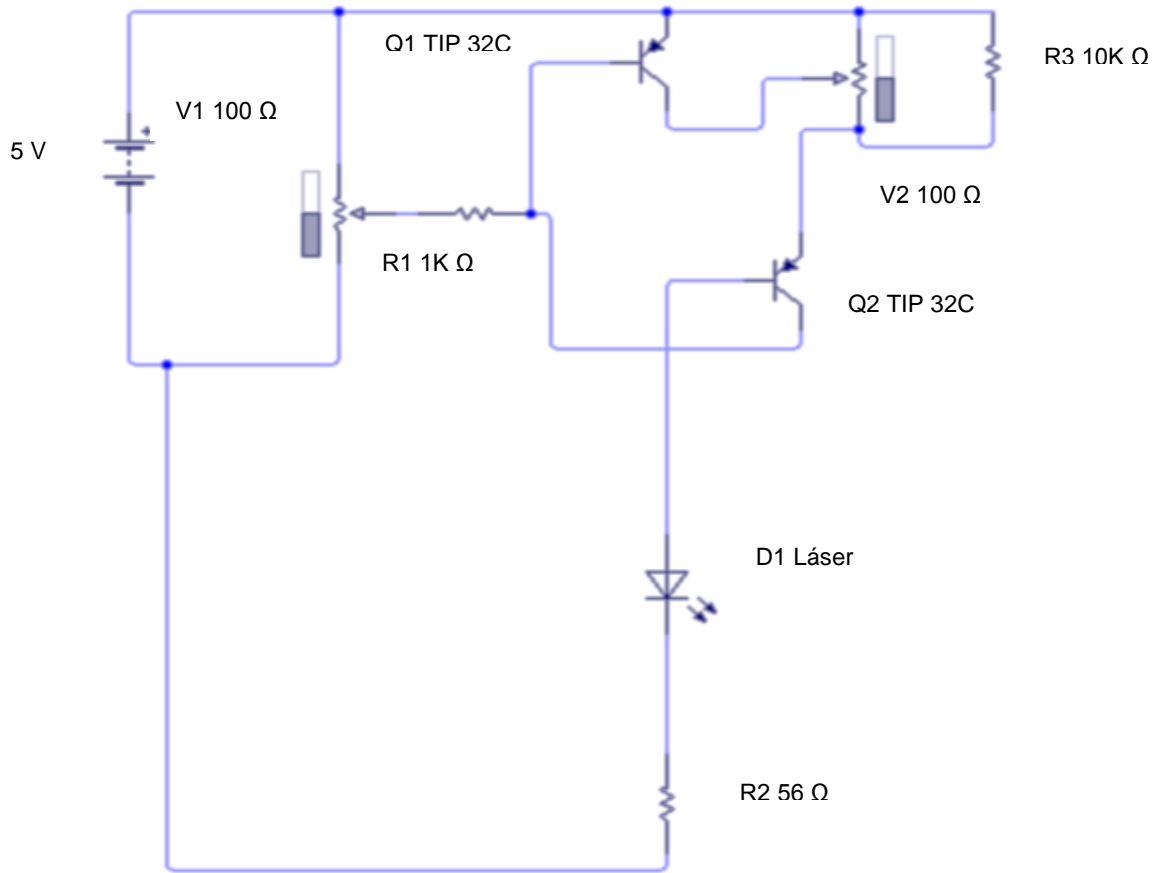 Q1 TIP 32C
R3 10K Ω
V1 100 Ω
5 V
V2 100 Ω
R1 1K Ω
Q2 TIP 32C
D1 Láser
R2 56 Ω